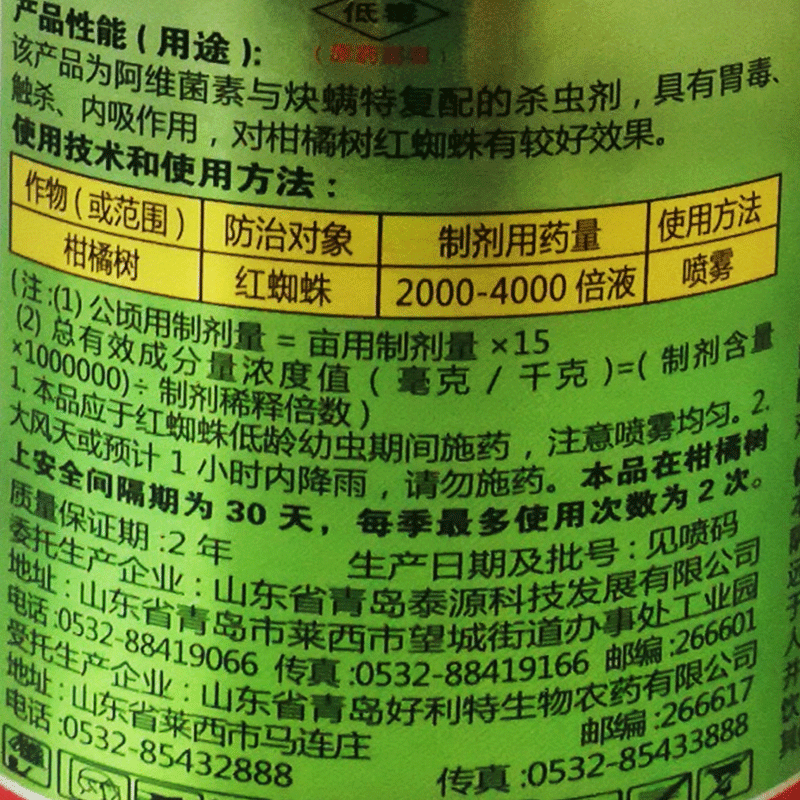 低毒
产品性能(用途):
该产品为阿维菌素与炔螨特复配的杀虫剂,具有胃毒、
触杀、内吸作用,对柑橘树红蜘蛛有较好效果。
使用技术和使用方法:
作物(或范围) 防治对象 制剂用药量 使用方法
柑橘树 红蜘蛛 2000-4000倍液 喷雾
(注:(1)公顷用制剂量=亩用制剂量×15
(2)总有效成分量浓度值(毫克/千克)=(制剂含量
×1000000)÷制剂稀释倍数)
1.本品应于红蜘蛛低龄幼虫期间施药,注意喷雾均匀。2.
大风天或预计1小时内降雨,请勿施药。本品在柑橘树
上安全间隔期为30天,每季最多使用次数为2次。
质量保证期:2年 生产日期及批号:见喷码
委托生产企业:山东省青岛泰源科技发展有限公司
地址:山东省青岛市莱西市望城街道办事处工业园
电话:0532-88419066 传真:0532-88419166 邮编:266601
受托生产企业:山东省青岛好利特生物农药有限公司
地址:山东省莱西市马连庄 邮编:266617
电话:0532-85432888 传真:0532-85433888